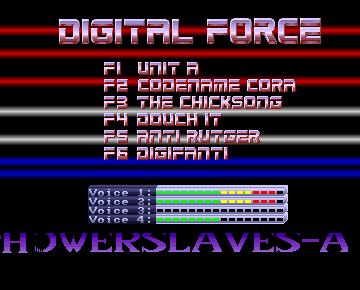 DIGITAL FORCE
F1 UNIT A
F2 CODENAME CORA
F3 THE CHICKSONG
F4 DOUCH IT
F5 ANTI RUTGER
F6 DIGIFANTI
Voice 1:
Voice 2:
Voice 3:
Voice 4:
HOWERSLAVES-A